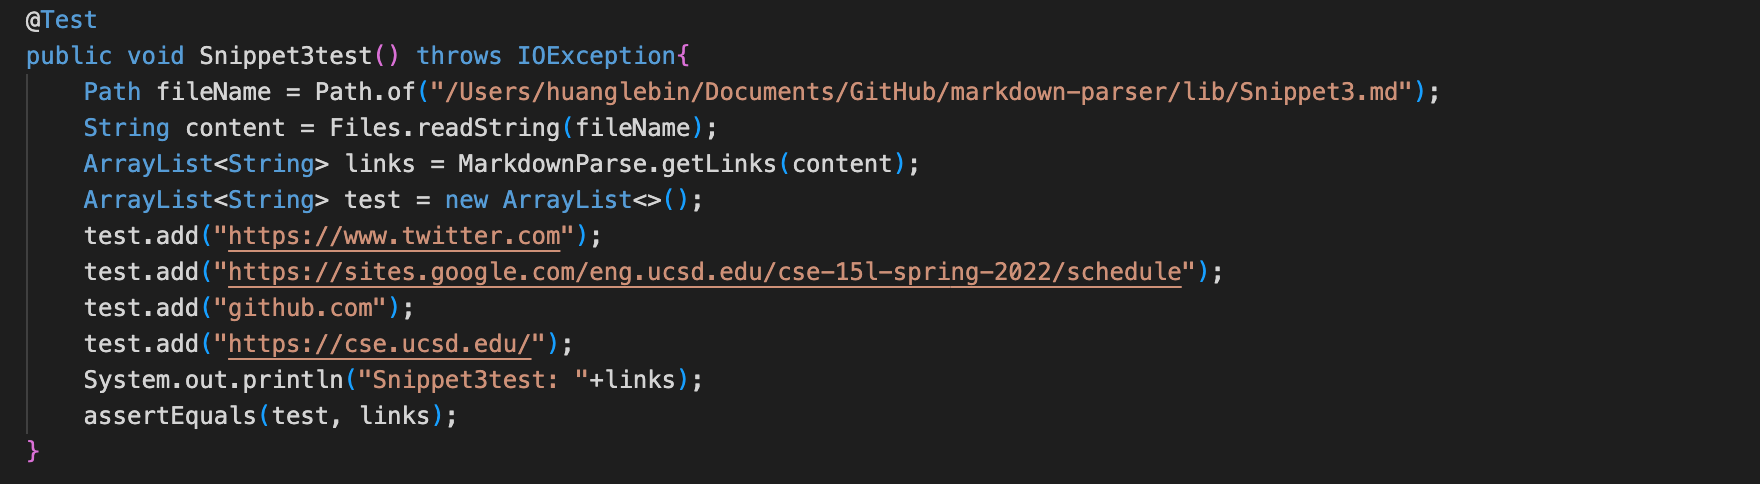 @Test
public void Snippet3test() throws IOException{
    Path fileName = Path.of("/Users/huanglebin/Documents/GitHub/markdown-parser/lib/Snippet3.md");
    String content = Files.readString(fileName);
    ArrayList<String> links = MarkdownParse.getLinks(content);
    ArrayList<String> test = new ArrayList<>();
    test.add("https://www.twitter.com");
    test.add("https://sites.google.com/eng.ucsd.edu/cse-15l-spring-2022/schedule");
    test.add("github.com");
    test.add("https://cse.ucsd.edu/");
    System.out.println("Snippet3test: "+links);
    assertEquals(test, links);
}